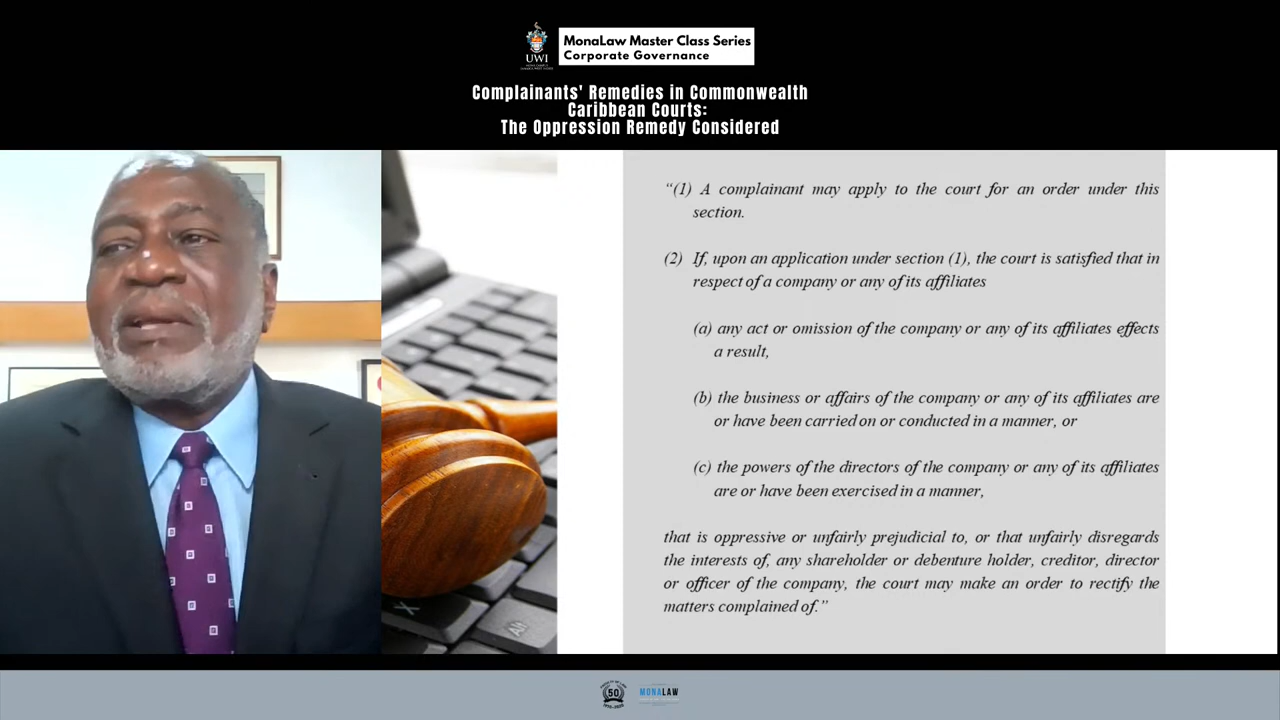 UWI
MonaLaw Master Class Series
Corporate Governance
Complainants' Remedies in Commonwealth
Caribbean Courts:
The Oppression Remedy Considered
“(1) A complainant may apply to the court for an order under this
section.
(2) If, upon an application under section (1), the court is satisfied that in
respect of a company or any of its affiliates
(a) any act or omission of the company or any of its affiliates effects
a result,
(b) the business or affairs of the company or any of its affiliates are
or have been carried on or conducted in a manner, or
(c) the powers of the directors of the company or any of its affiliates
are or have been exercised in a manner,
that is oppressive or unfairly prejudicial to, or that unfairly disregards
the interests of, any shareholder or debenture holder, creditor, director
or officer of the company, the court may make an order to rectify the
matters complained of.”
X
Alt
50
MONALAW